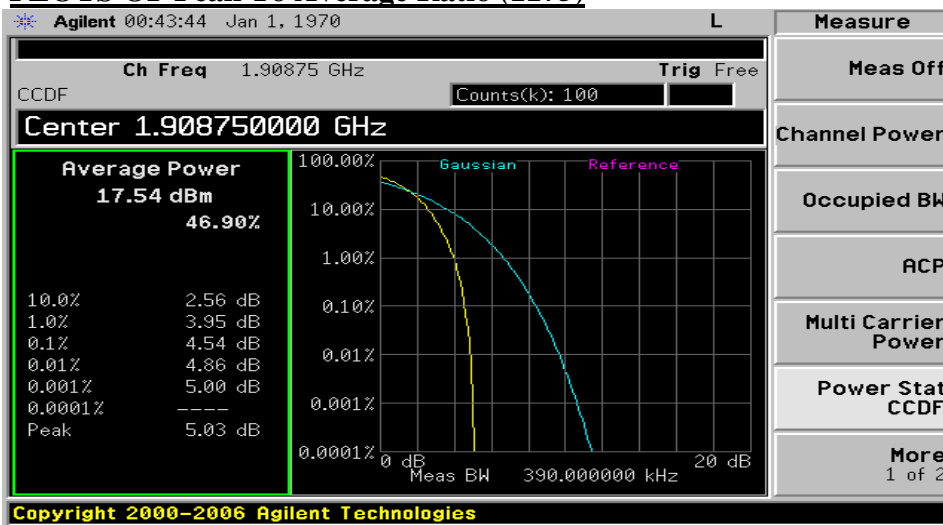 Agilent 00:43:44 Jan 1, 1970 L
Measure
Ch Freq 1.90875 GHz Trig Free
CCDF Counts(k): 100
Center 1.908750000 GHz
Average Power
17.54 dBm
46.90%
10.0% 2.56 dB
1.0% 3.95 dB
0.1% 4.54 dB
0.01% 4.86 dB
0.001% 5.00 dB
0.0001% ----
Peak 5.03 dB
Gaussian Reference
100.00%
10.00%
1.00%
0.10%
0.01%
0.001%
0.0001%
0 dB 20 dB
Meas BW 390.000000 kHz
Meas Off
Channel Power
Occupied BW
ACP
Multi Carrier
Power
Power Stat
CCDF
More
1 of 2
Copyright 2000-2006 Agilent Technologies